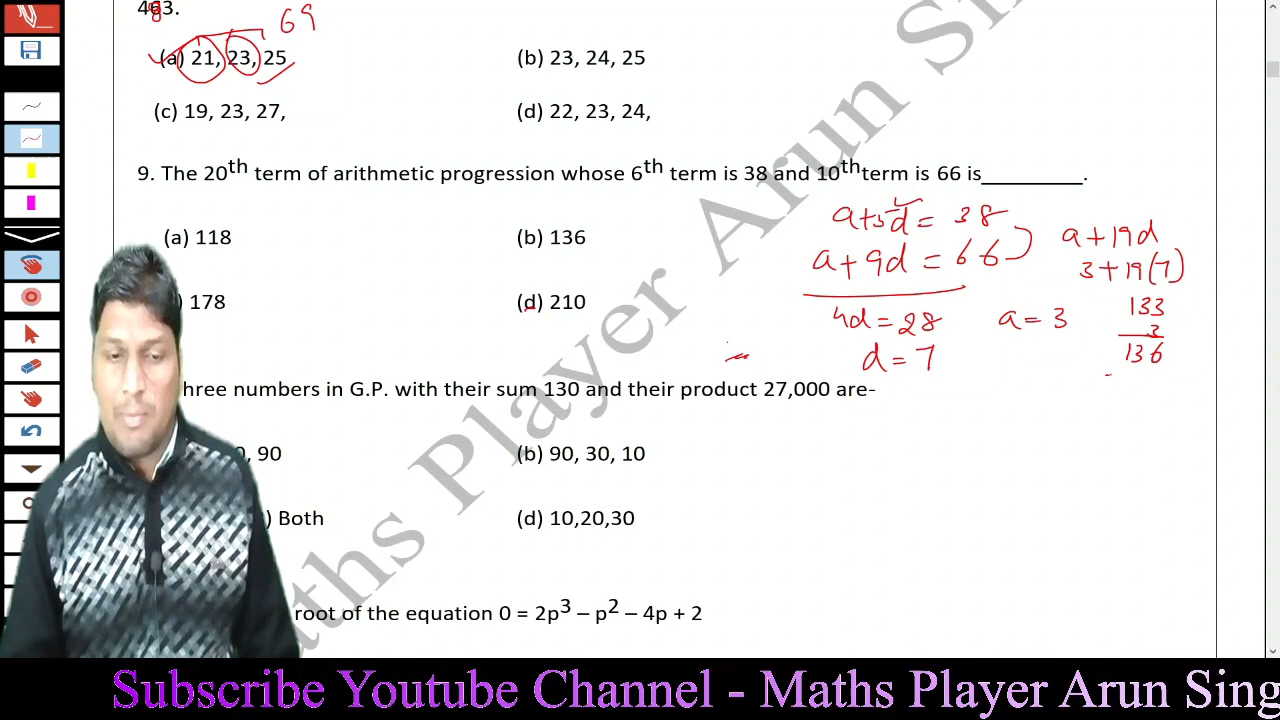 463.
8
69
(a) 21, 23, 25
(b) 23, 24, 25
(c) 19, 23, 27,
(d) 22, 23, 24,
9. The 20th term of arithmetic progression whose 6th term is 38 and 10th term is 66 is_________.
(a) 118
(b) 136
178
(d) 210
a+5d = 38
a+9d = 66
4d = 28
d = 7
a = 3
a+19d
3+19(7)
133
3
136
hree numbers in G.P. with their sum 130 and their product 27,000 are-
0, 90
(b) 90, 30, 10
) Both
(d) 10,20,30
root of the equation 0 = 2p3 – p2 – 4p + 2
Maths Player Arun Sin
Subscribe Youtube Channel - Maths Player Arun Sing